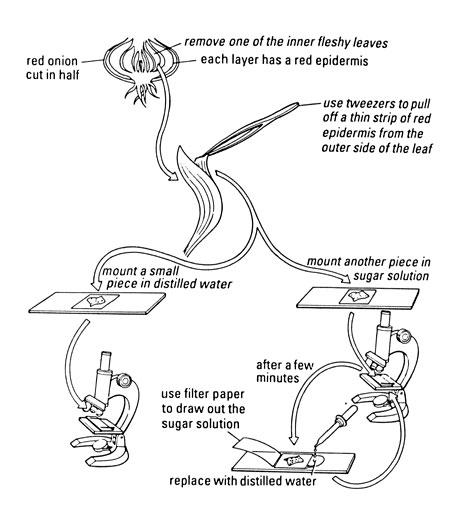 remove one of the inner fleshy leaves
red onion
cut in half
each layer has a red epidermis
use tweezers to pull
off a thin strip of red
epidermis from the
outer side of the leaf
mount a small
piece in distilled water
mount another piece in
sugar solution
after a few
minutes
use filter paper
to draw out the
sugar solution
replace with distilled water